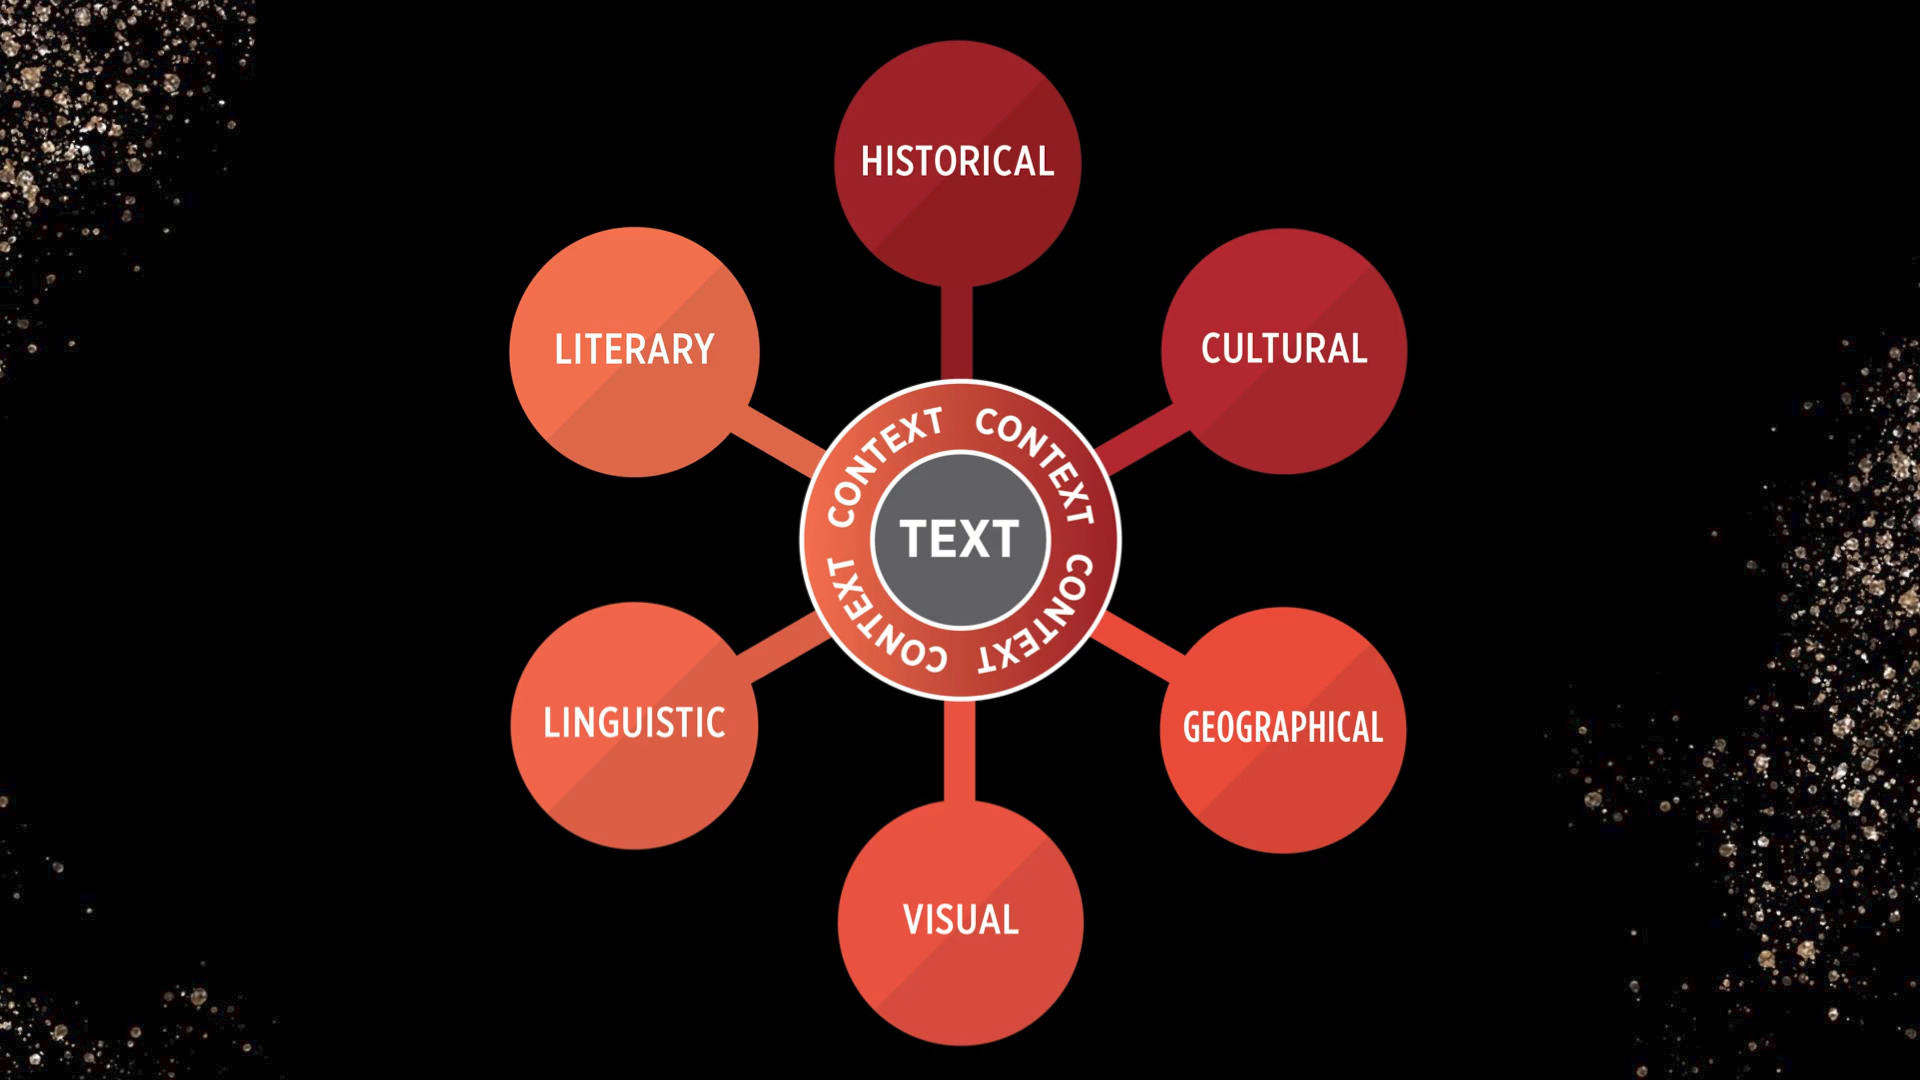 HISTORICAL
LITERARY
CULTURAL
CONTEXT CONTEXT
TEXT
CONTEXT CONTEXT
LINGUISTIC
GEOGRAPHICAL
VISUAL